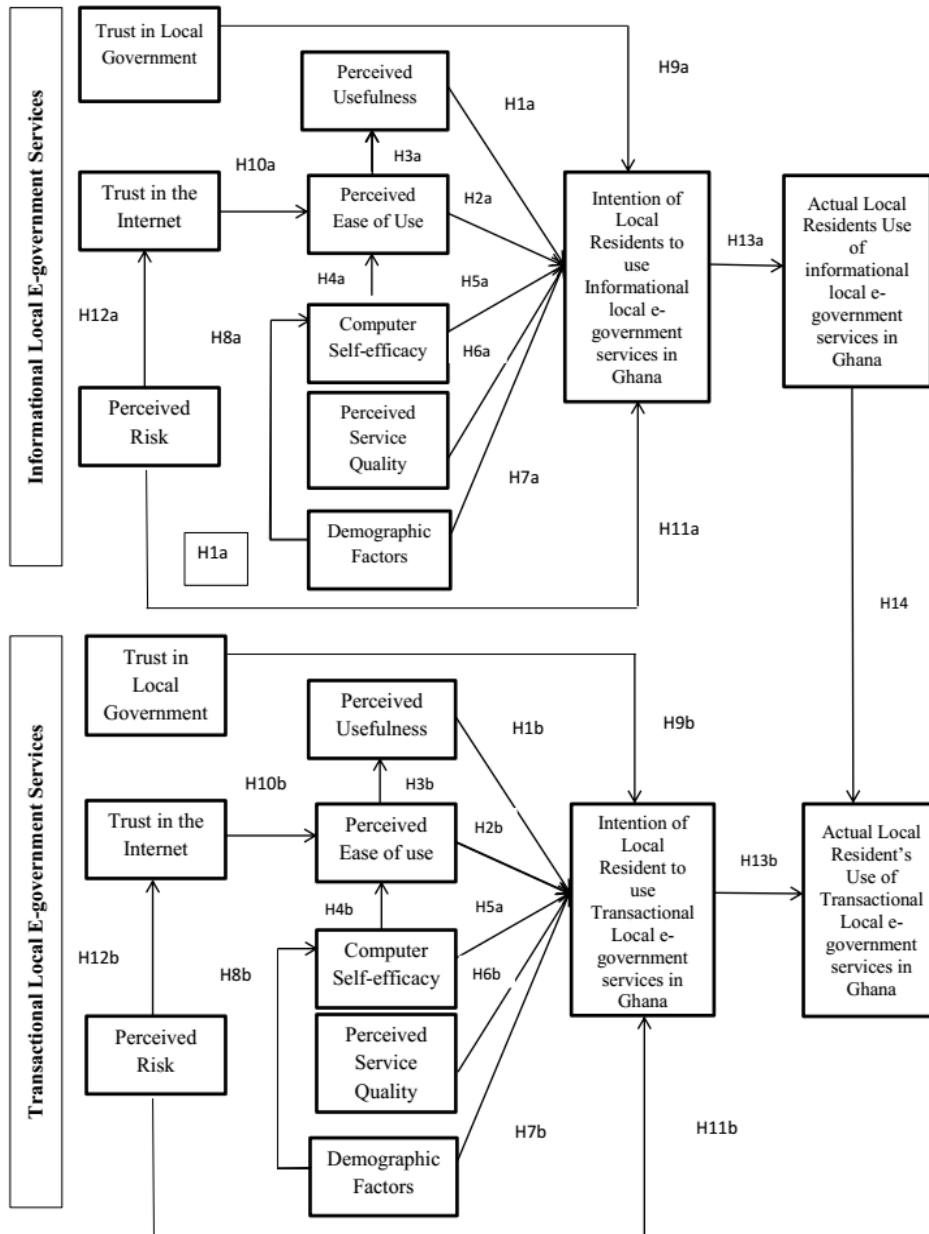 Informational Local E-government Services
Trust in Local
Government
H9a
Perceived
Usefulness
H1a
H3a
H10a
Trust in the
Internet
Perceived
Ease of Use
H2a
Intention of
Local
Residents to
use
Informational
local e-
government
services in
Ghana
H13a
Actual Local
Residents Use
of
informational
local e-
government
services in
Ghana
H4a
H5a
H12a
H8a
Computer
Self-efficacy
H6a
Perceived
Risk
Perceived
Service
Quality
H7a
H11a
H1a
Demographic
Factors
H14
Transactional Local E-government Services
Trust in
Local
Government
H9b
Perceived
Usefulness
H1b
H3b
H10b
Trust in the
Internet
Perceived
Ease of use
H2b
Intention of
Local
Resident to
use
Transactional
Local e-
government
services in
Ghana
H13b
Actual Local
Resident’s
Use of
Transactional
Local e-
government
services in
Ghana
H4b
H5a
H12b
H8b
Computer
Self-efficacy
H6b
Perceived
Risk
Perceived
Service
Quality
H7b
H11b
Demographic
Factors